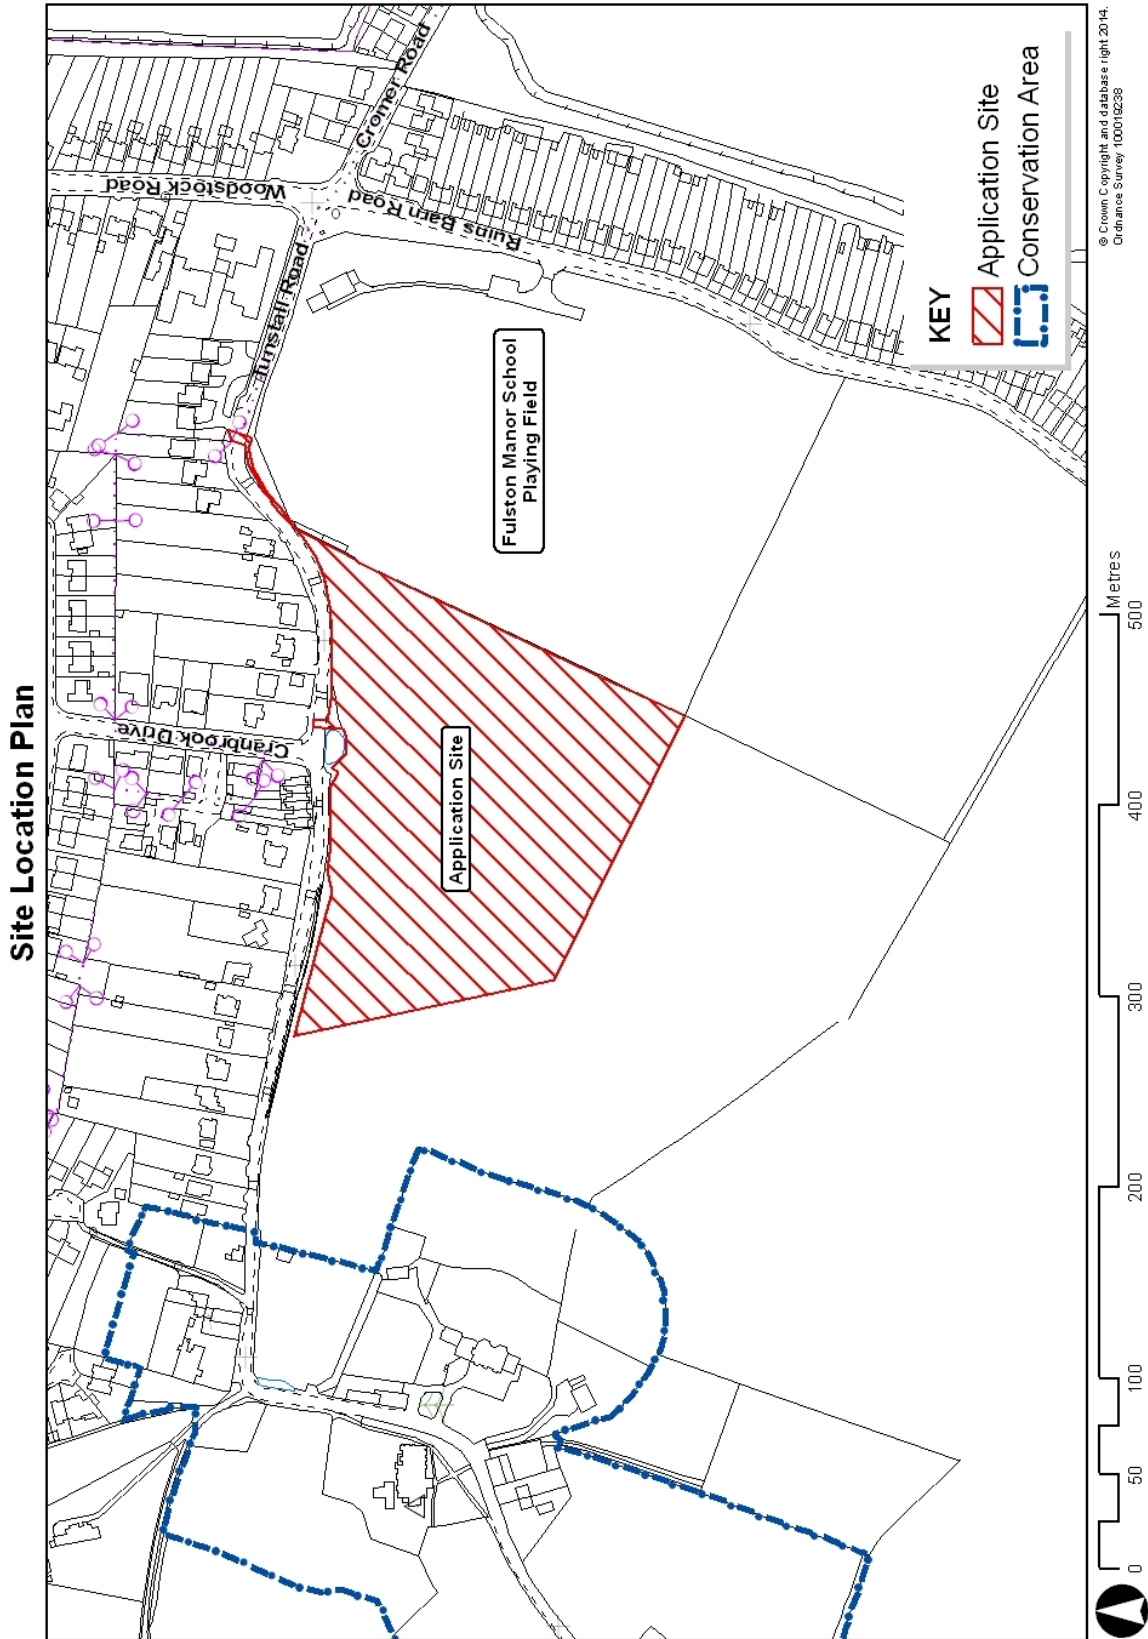 Site Location Plan
Cromer Road
Woodstock Road
Ruins Barn Road
Tunstall Road
Cranbrook Drive
Fulston Manor School
Playing Field
Application Site
KEY
Application Site
Conservation Area
© Crown Copyright and database right 2014.
Ordnance Survey 100019238
Metres
0 50 100 200 300 400 500